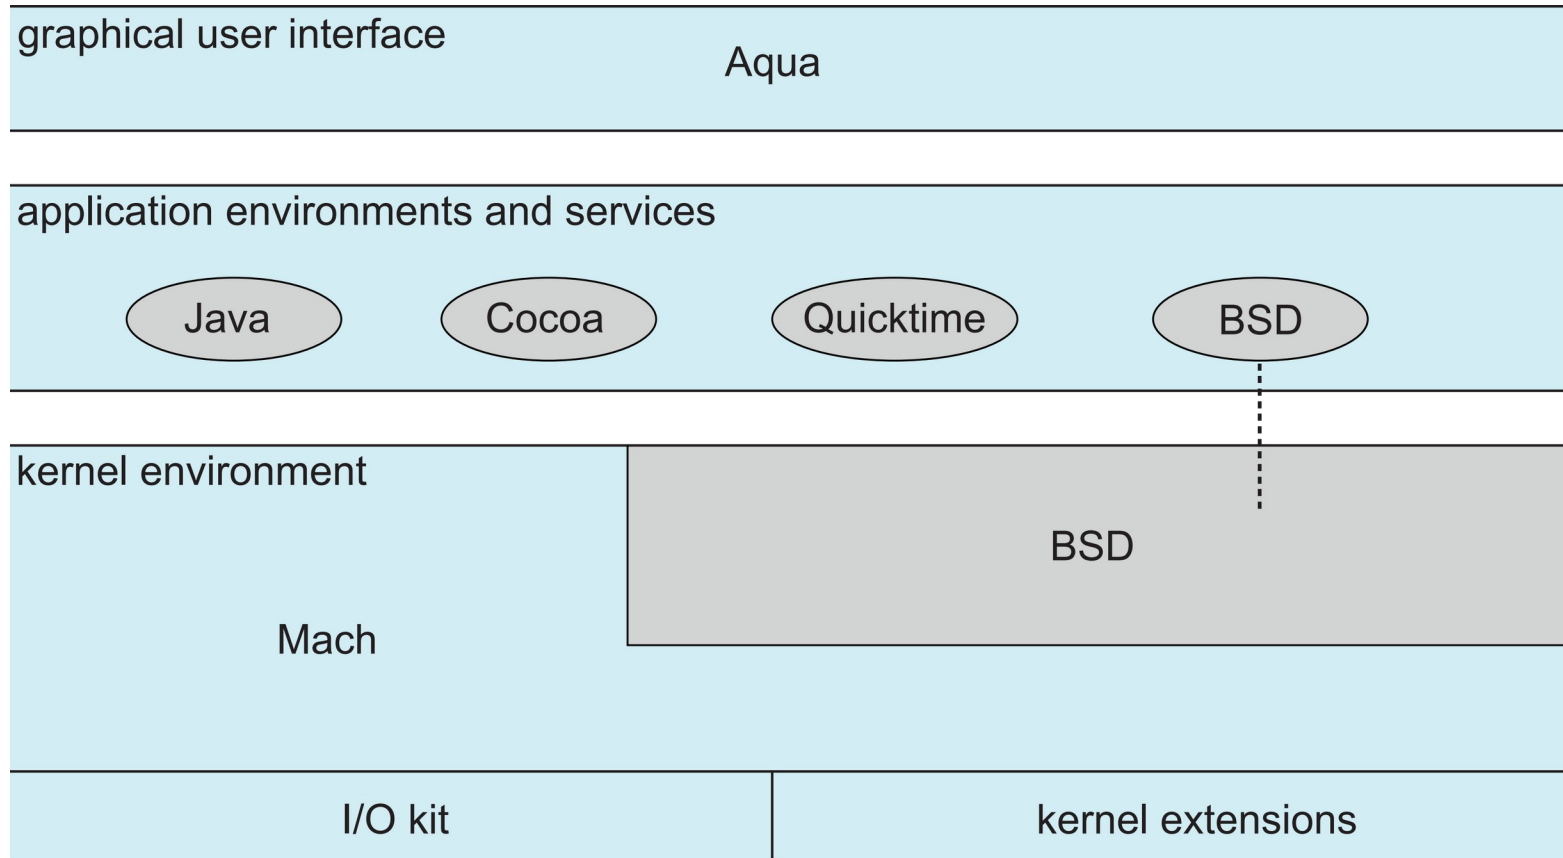 graphical user interface
Aqua
application environments and services
Java
Cocoa
Quicktime
BSD
kernel environment
BSD
Mach
I/O kit
kernel extensions